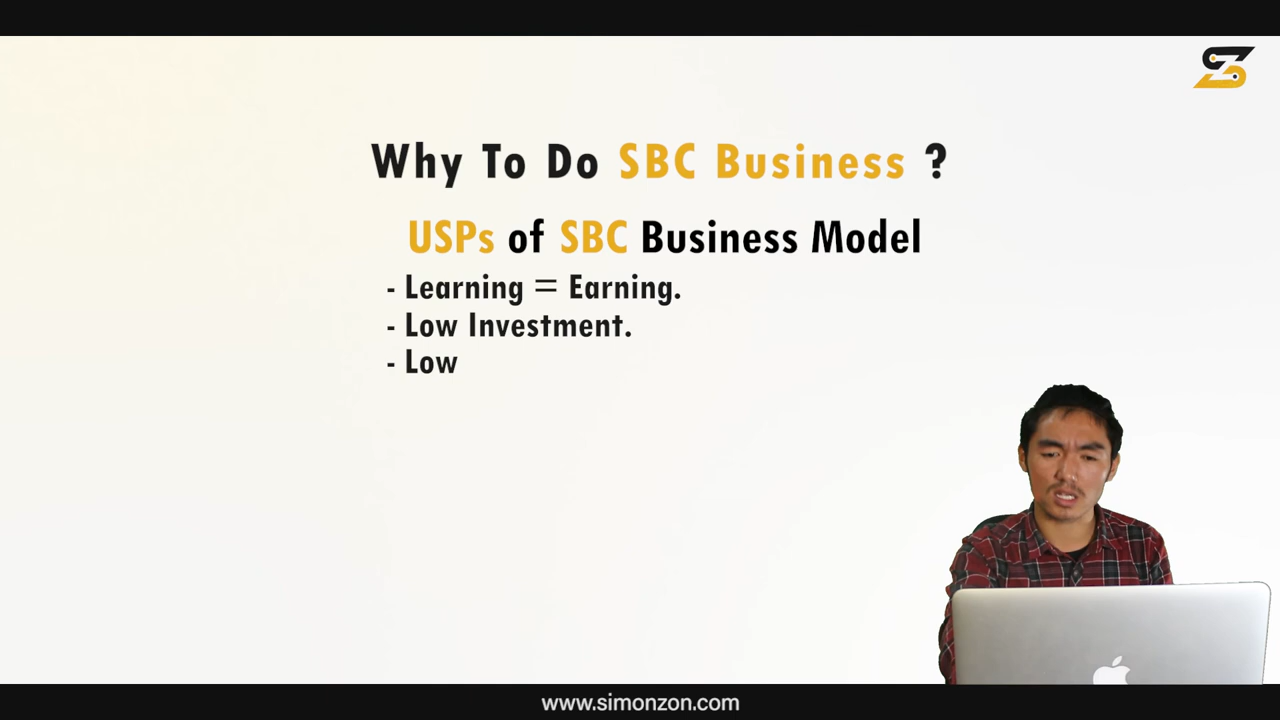 Why To Do SBC Business ?
USPs of SBC Business Model
- Learning = Earning.
- Low Investment.
- Low
www.simonzon.com